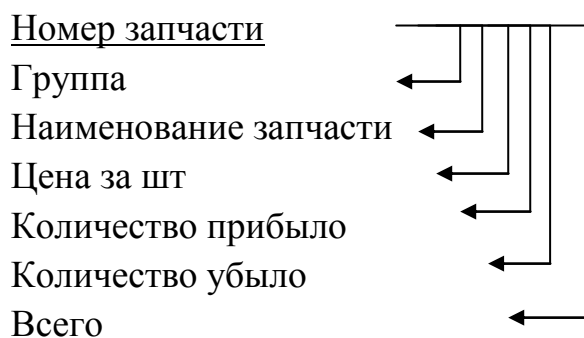 Номер запчасти
Группа
Наименование запчасти
Цена за шт
Количество прибыло
Количество убыло
Всего